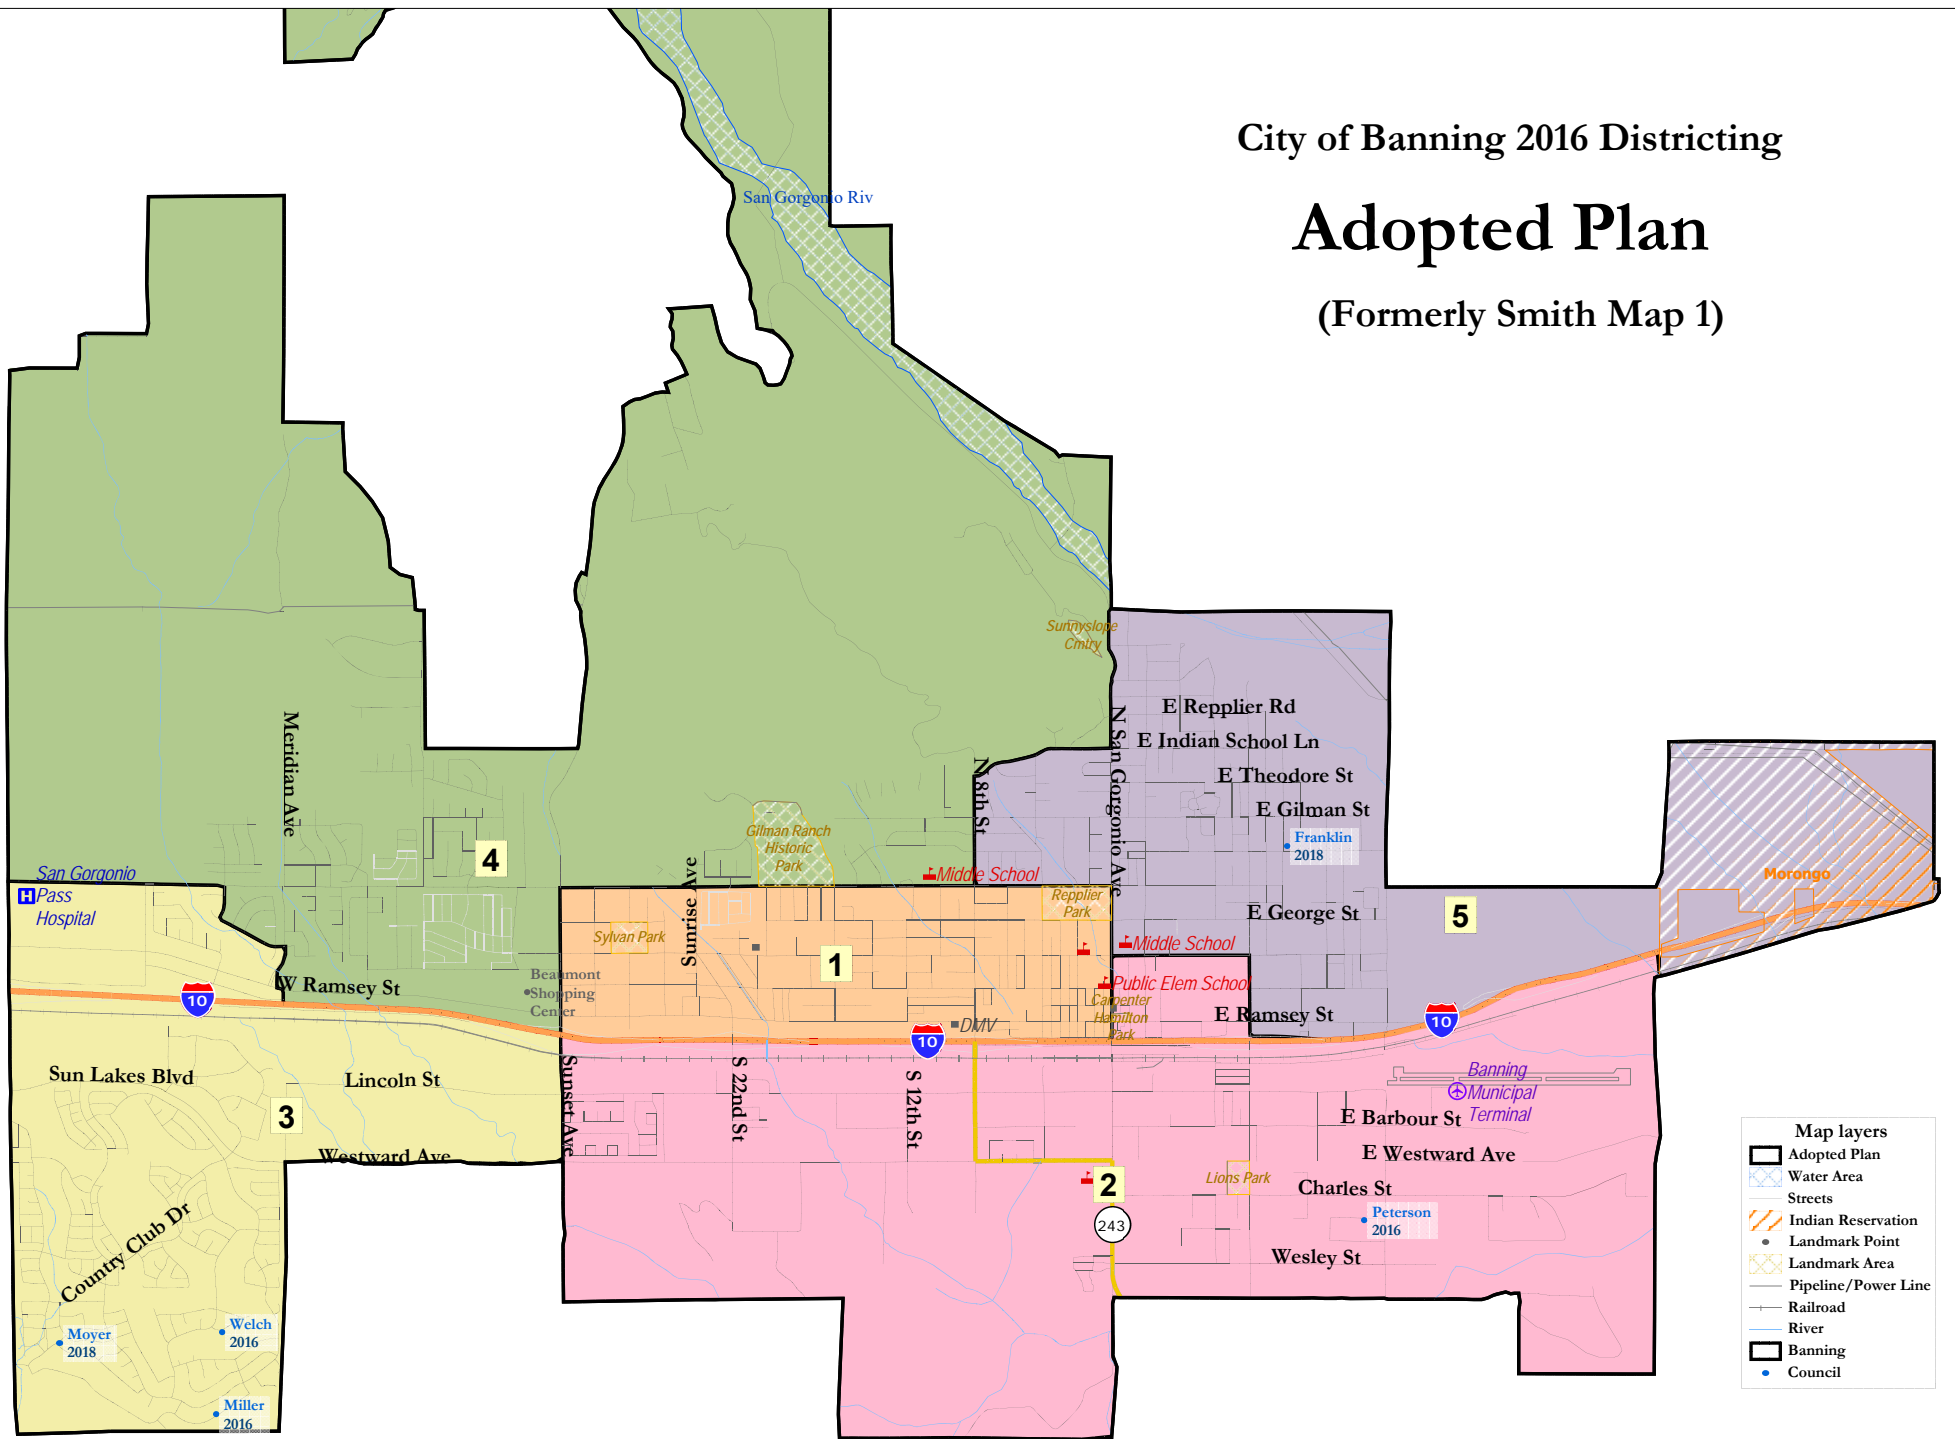 City of Banning 2016 Districting
Adopted Plan
(Formerly Smith Map 1)
San Gorgonio Riv
Sunnyslope
Cmtry
E Repplier Rd
E Indian School Ln
E Theodore St
E Gilman St
Franklin
2018
Meridian Ave
N 8th St
N San Gorgonio Ave
Gilman Ranch
Historic
Park
4
Middle School
Sunrise Ave
San Gorgonio
H Pass
Hospital
Morongo
Repplier
Park
E George St
5
Sylvan Park
1
Middle School
Beaumont
Shopping
Center
W Ramsey St
10
Public Elem School
Carpenter
Hamilton
Park
E Ramsey St
DMV
10
10
Sun Lakes Blvd
Lincoln St
3
Westward Ave
Sunset Ave
S 22nd St
S 12th St
Banning
Municipal
Terminal
E Barbour St
E Westward Ave
2
Lions Park
Charles St
243
Peterson
2016
Wesley St
Country Club Dr
Moyer
2018
Welch
2016
Miller
2016
Map layers
Adopted Plan
Water Area
Streets
Indian Reservation
Landmark Point
Landmark Area
Pipeline/Power Line
Railroad
River
Banning
Council